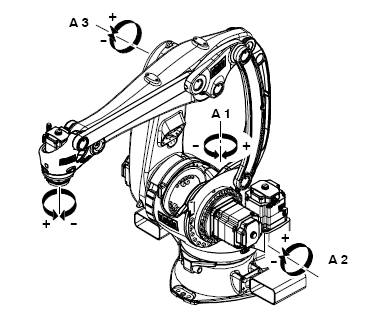 +
A 3
-
A 1
- +
+ -
+
- A 2